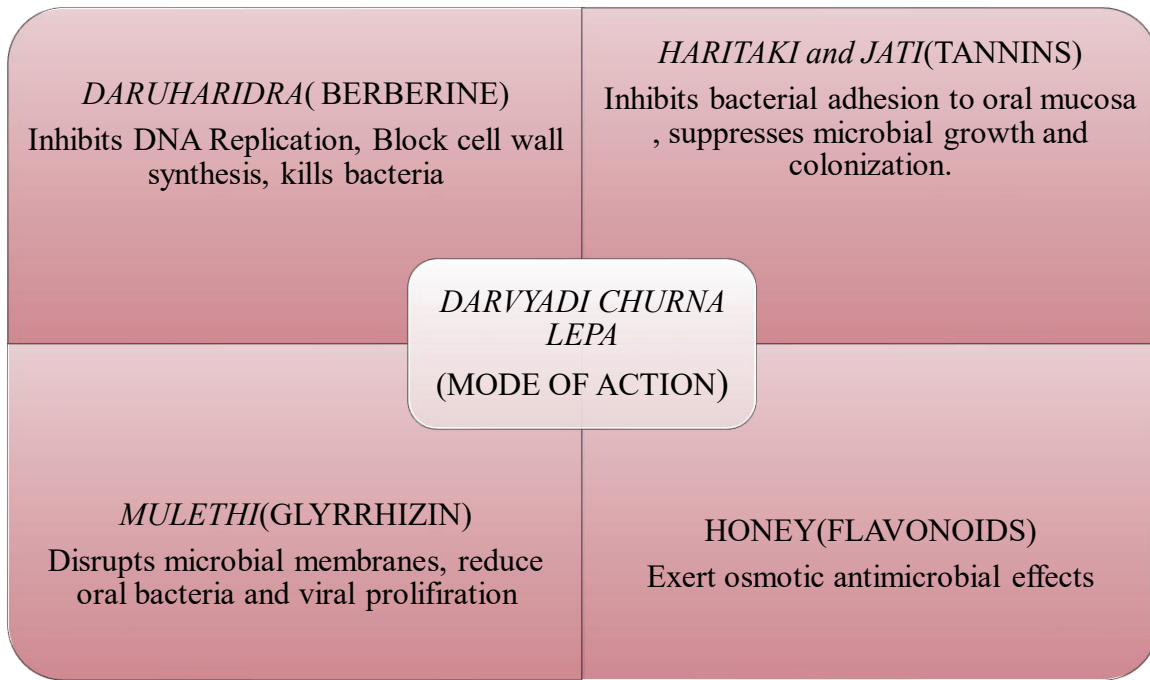 DARUHARIDRA( BERBERINE)
Inhibits DNA Replication, Block cell wall
synthesis, kills bacteria
HARITAKI and JATI(TANNINS)
Inhibits bacterial adhesion to oral mucosa
, suppresses microbial growth and
colonization.
DARVYADI CHURNA
LEPA
(MODE OF ACTION)
MULETHI(GLYRRHIZIN)
Disrupts microbial membranes, reduce
oral bacteria and viral prolifiration
HONEY(FLAVONOIDS)
Exert osmotic antimicrobial effects